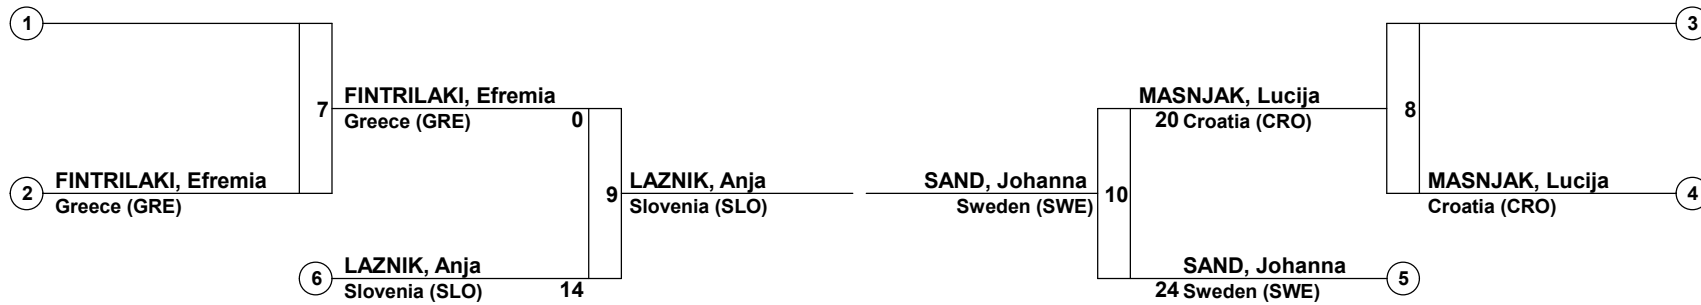 1
3
7
FINTRILAKI, Efremia
Greece (GRE) 0
MASNJAK, Lucija
20 Croatia (CRO)
8
2
FINTRILAKI, Efremia
Greece (GRE)
9
LAZNIK, Anja
Slovenia (SLO)
SAND, Johanna
Sweden (SWE)
10
MASNJAK, Lucija
Croatia (CRO)
4
6
LAZNIK, Anja
Slovenia (SLO) 14
SAND, Johanna
24 Sweden (SWE)
5